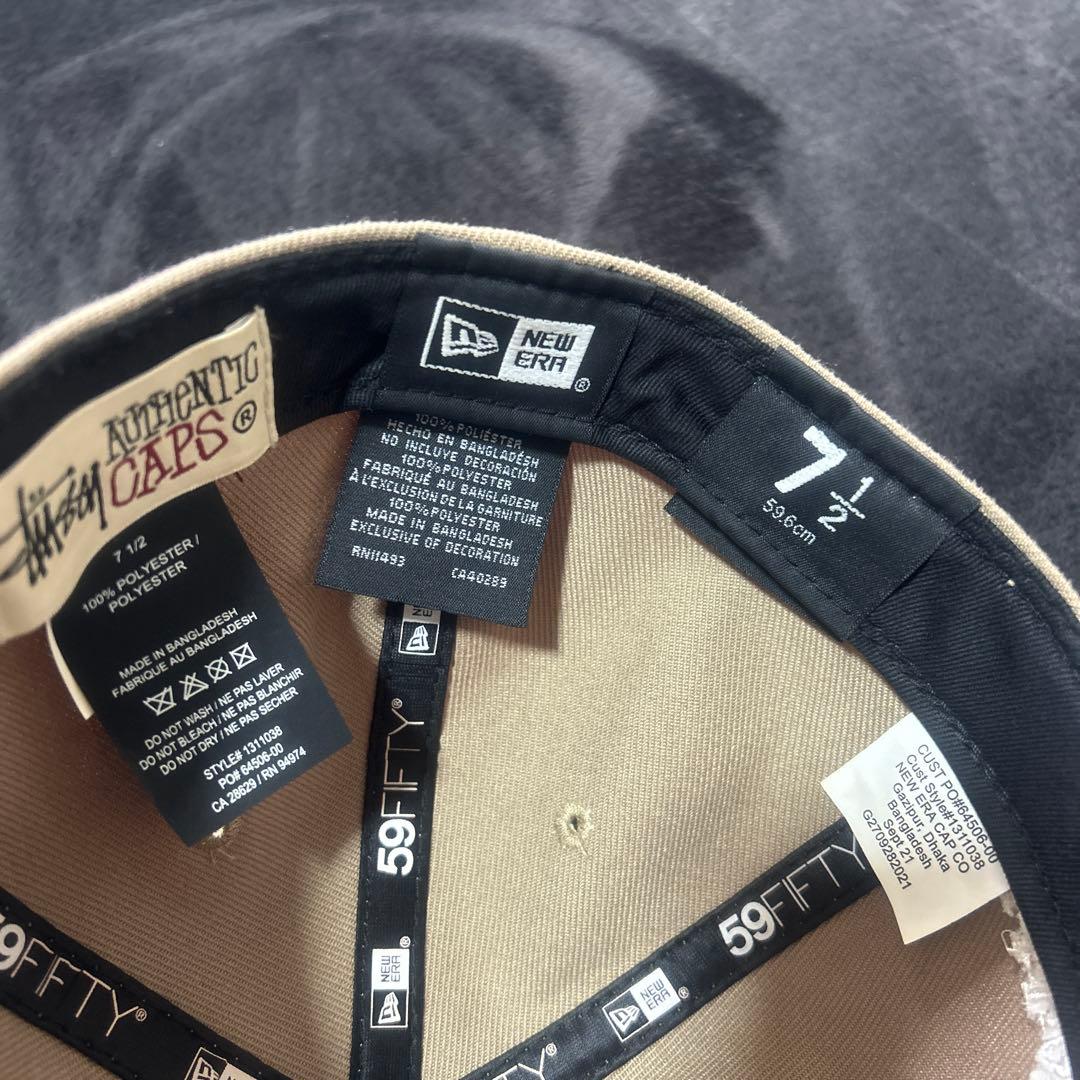 Stüssy
AUTHENTIC
CAPS®
7 1/2
100% POLYESTER /
POLYESTER
MADE IN BANGLADESH
FABRIQUE AU BANGLADESH
DO NOT WASH / NE PAS LAVER
DO NOT BLEACH / NE PAS BLANCHIR
DO NOT DRY / NE PAS SECHER
STYLE# 1311038
PO# 64506-00
CA 28629 / RN 94974
NEW
ERA®
100% POLIÉSTER
HECHO EN BANGLADÉSH
NO INCLUYE DECORACIÓN
100% POLYESTER
FABRIQUÉ AU BANGLADESH
À L'EXCLUSION DE LA GARNITURE
100% POLYESTER
MADE IN BANGLADESH
EXCLUSIVE OF DECORATION
RN11493 CA40289
7 1/2
59.6cm
CUST PO#64506-00
Cust Style#1311038
NEW ERA CAP CO
Gazipur, Dhaka
Bangladesh
Sept 21
G2709282021
59FIFTY®
NEW
ERA®
59FIFTY
NEW
ERA®
59FIFTY®